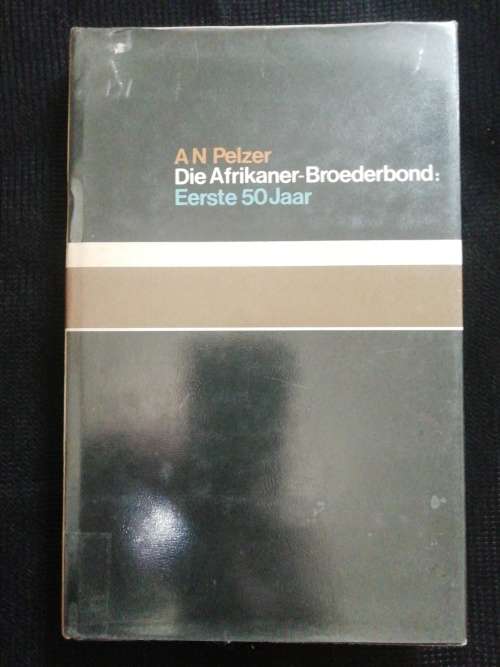 A N Pelzer
Die Afrikaner-Broederbond:
Eerste 50 Jaar